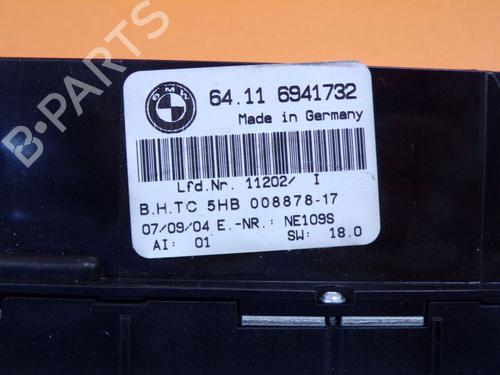 BMW
64.11 6941732
Made in Germany
Lfd.Nr. 11202/ I
B.H.TC 5HB 008878-17
07/09/04 E.-NR.: NE109S
AI: 01 SW: 18.0